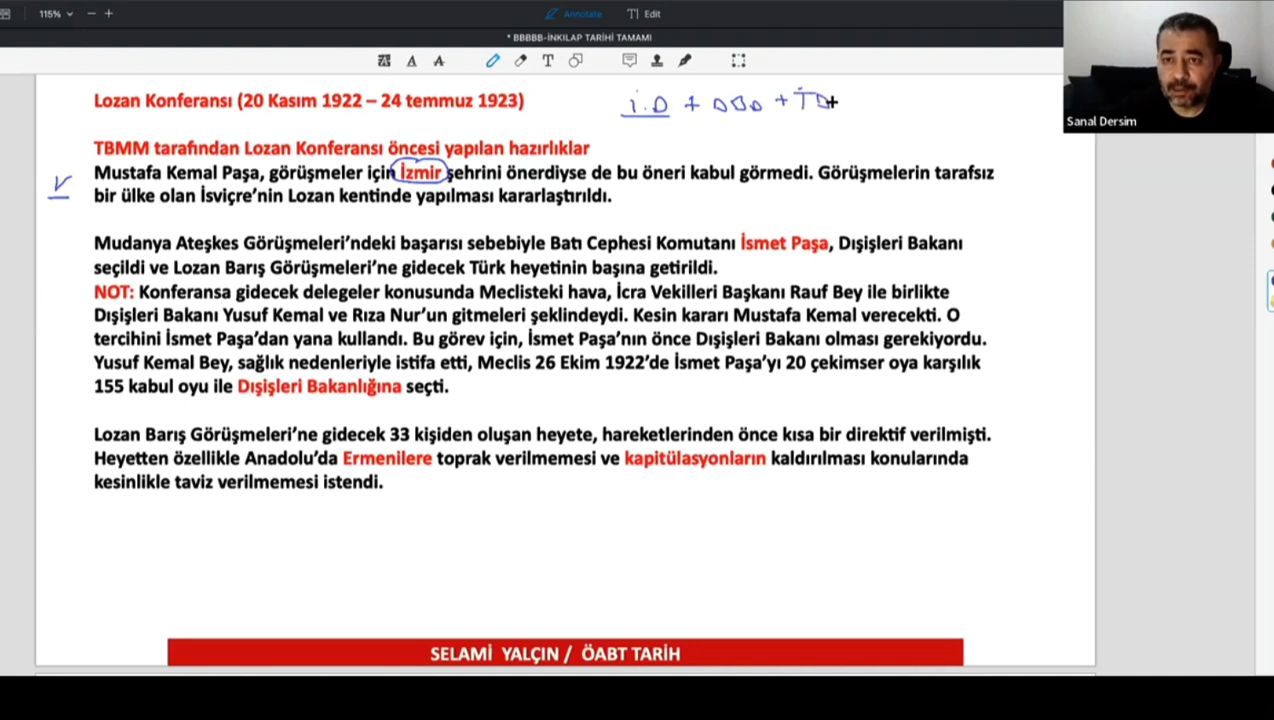 115%
Annotate
Edit
* BBBBB-İNKILAP TARİHİ TAMAMI
Sanal Dersim
Lozan Konferansı (20 Kasım 1922 – 24 temmuz 1923)
i.D + DBD + TD
TBMM tarafından Lozan Konferansı öncesi yapılan hazırlıklar
Mustafa Kemal Paşa, görüşmeler için İzmir şehrini önerdiyse de bu öneri kabul görmedi. Görüşmelerin tarafsız
bir ülke olan İsviçre’nin Lozan kentinde yapılması kararlaştırıldı.
Mudanya Ateşkes Görüşmeleri’ndeki başarısı sebebiyle Batı Cephesi Komutanı İsmet Paşa, Dışişleri Bakanı
seçildi ve Lozan Barış Görüşmeleri’ne gidecek Türk heyetinin başına getirildi.
NOT: Konferansa gidecek delegeler konusunda Meclisteki hava, İcra Vekilleri Başkanı Rauf Bey ile birlikte
Dışişleri Bakanı Yusuf Kemal ve Rıza Nur’un gitmeleri şeklindeydi. Kesin kararı Mustafa Kemal verecekti. O
tercihini İsmet Paşa’dan yana kullandı. Bu görev için, İsmet Paşa’nın önce Dışişleri Bakanı olması gerekiyordu.
Yusuf Kemal Bey, sağlık nedenleriyle istifa etti, Meclis 26 Ekim 1922’de İsmet Paşa’yı 20 çekimser oya karşılık
155 kabul oyu ile Dışişleri Bakanlığına seçti.
Lozan Barış Görüşmeleri’ne gidecek 33 kişiden oluşan heyete, hareketlerinden önce kısa bir direktif verilmişti.
Heyetten özellikle Anadolu’da Ermenilere toprak verilmemesi ve kapitülasyonların kaldırılması konularında
kesinlikle taviz verilmemesi istendi.
SELAMİ YALÇIN / ÖABT TARİH